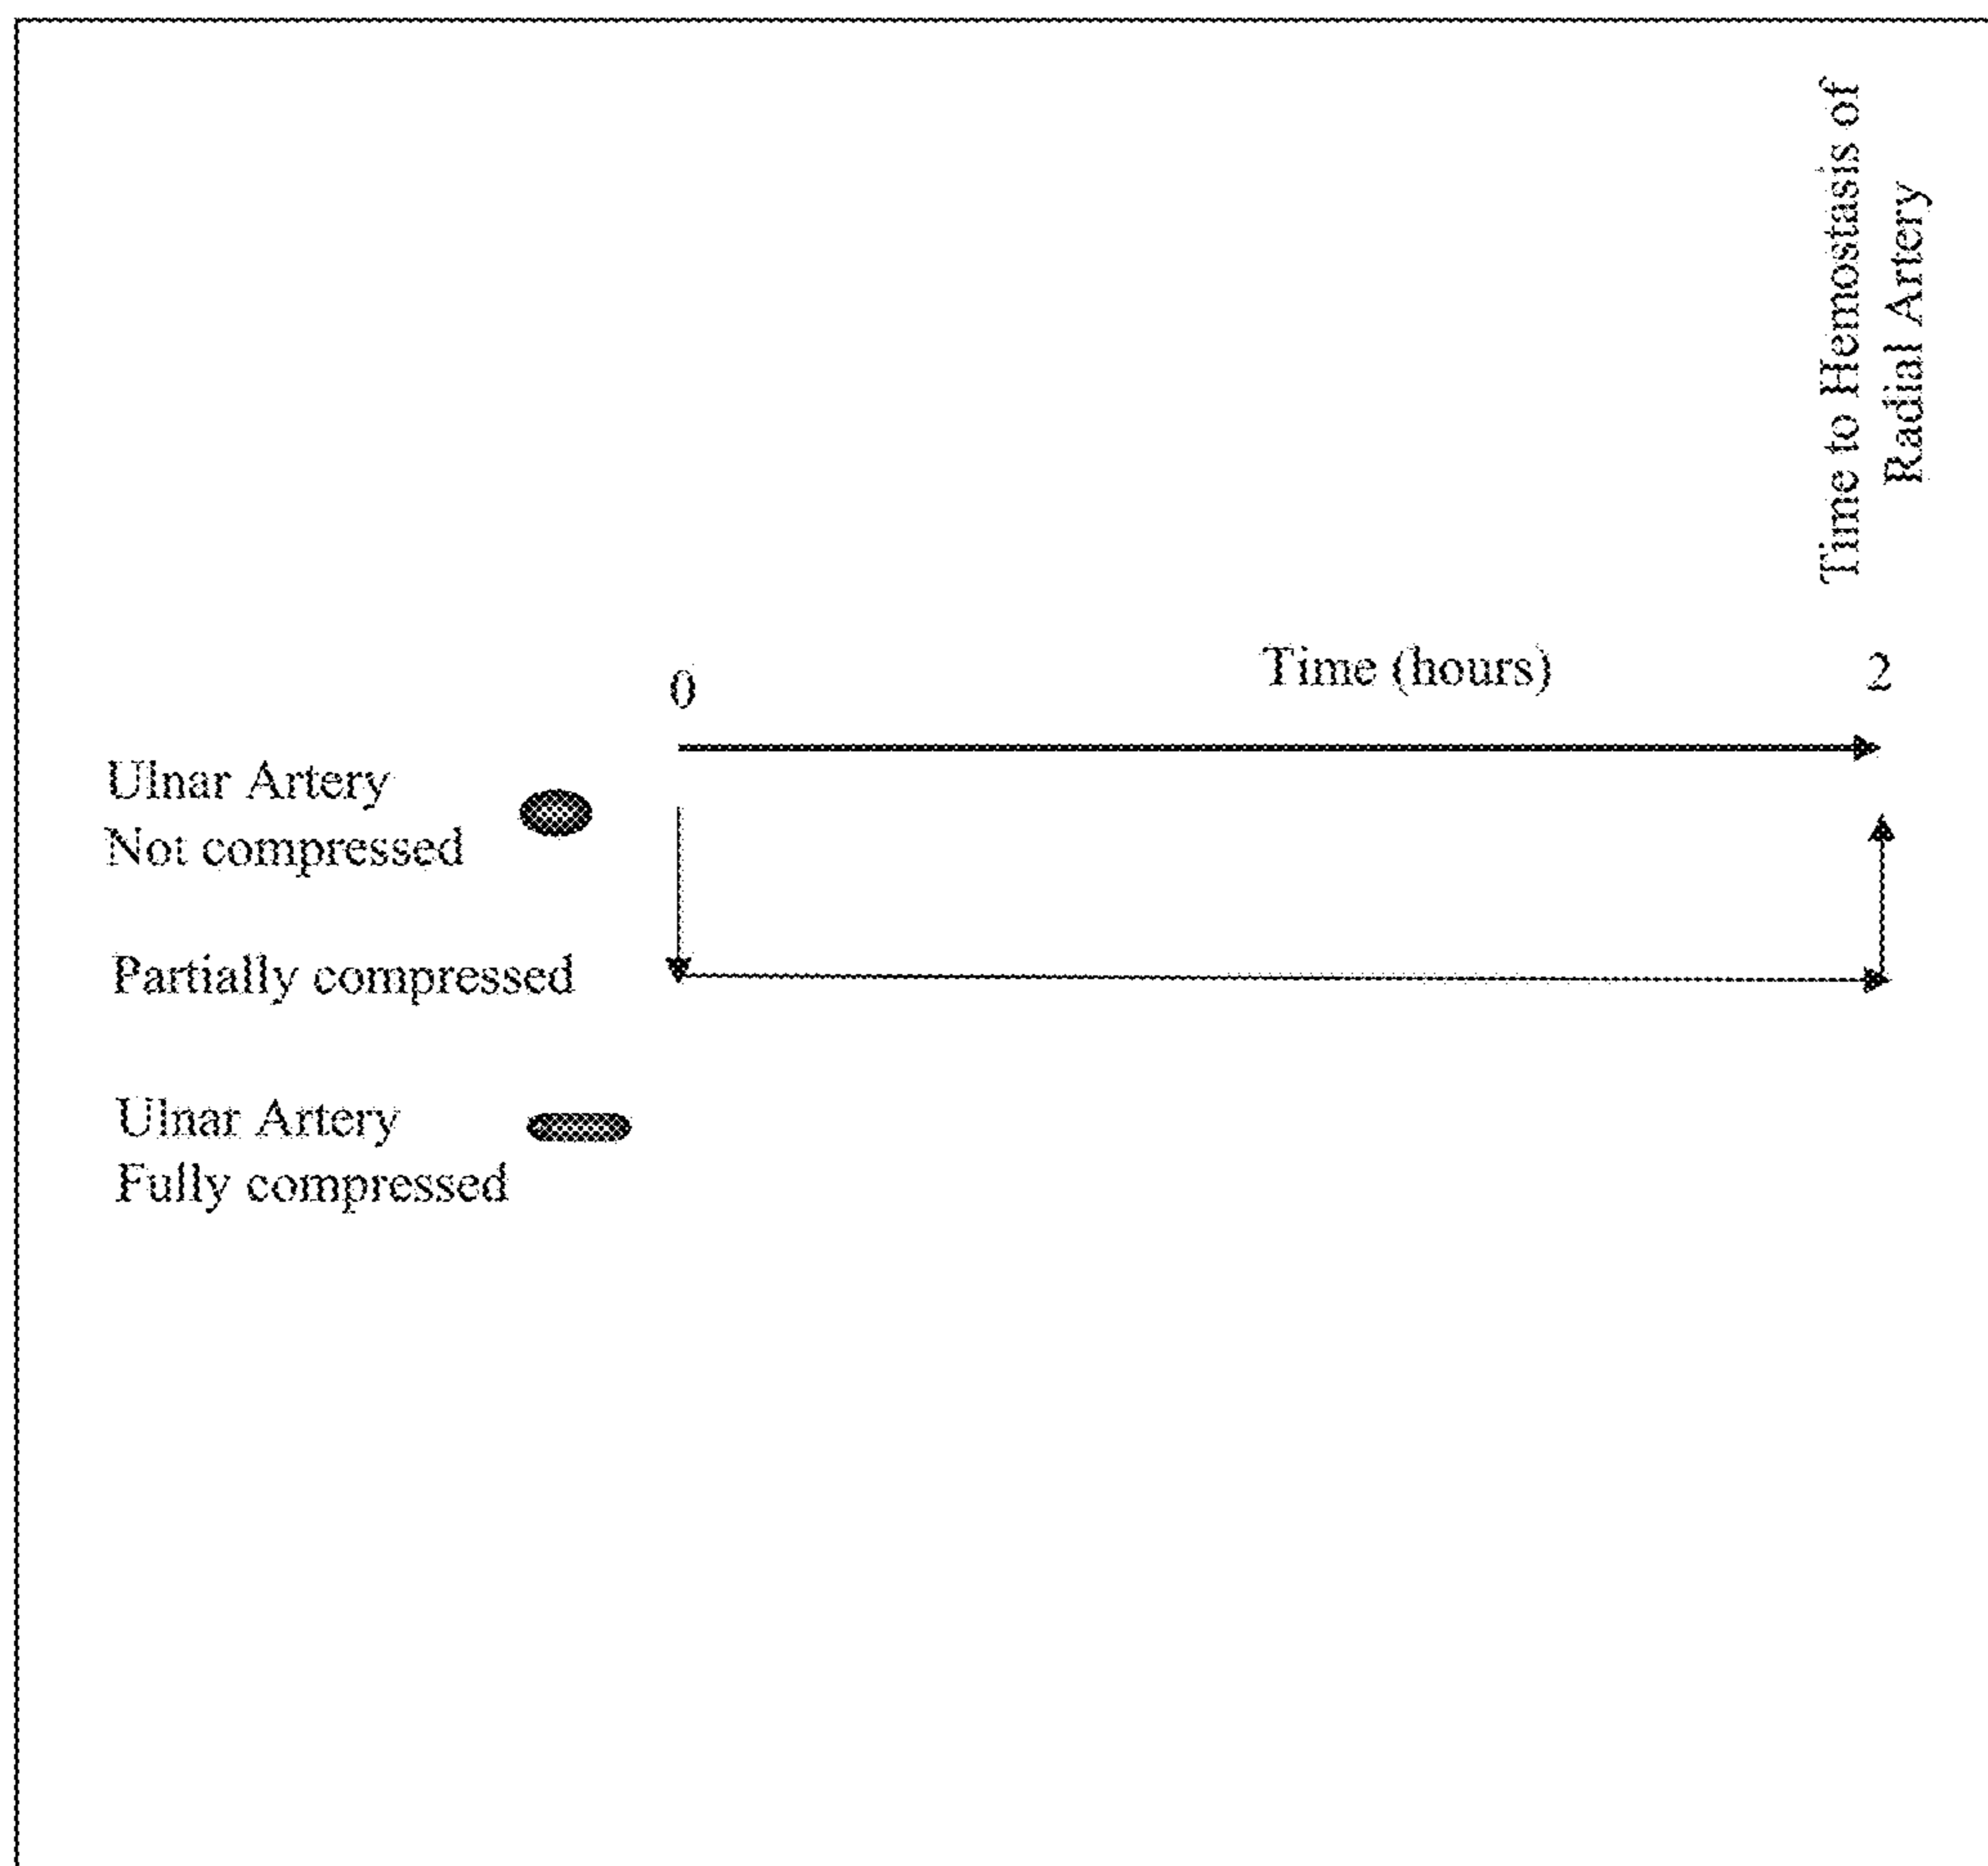 Time to Hemostasis of
Radial Artery
0
Time (hours)
2
Ulnar Artery
Not compressed
Partially compressed
Ulnar Artery
Fully compressed